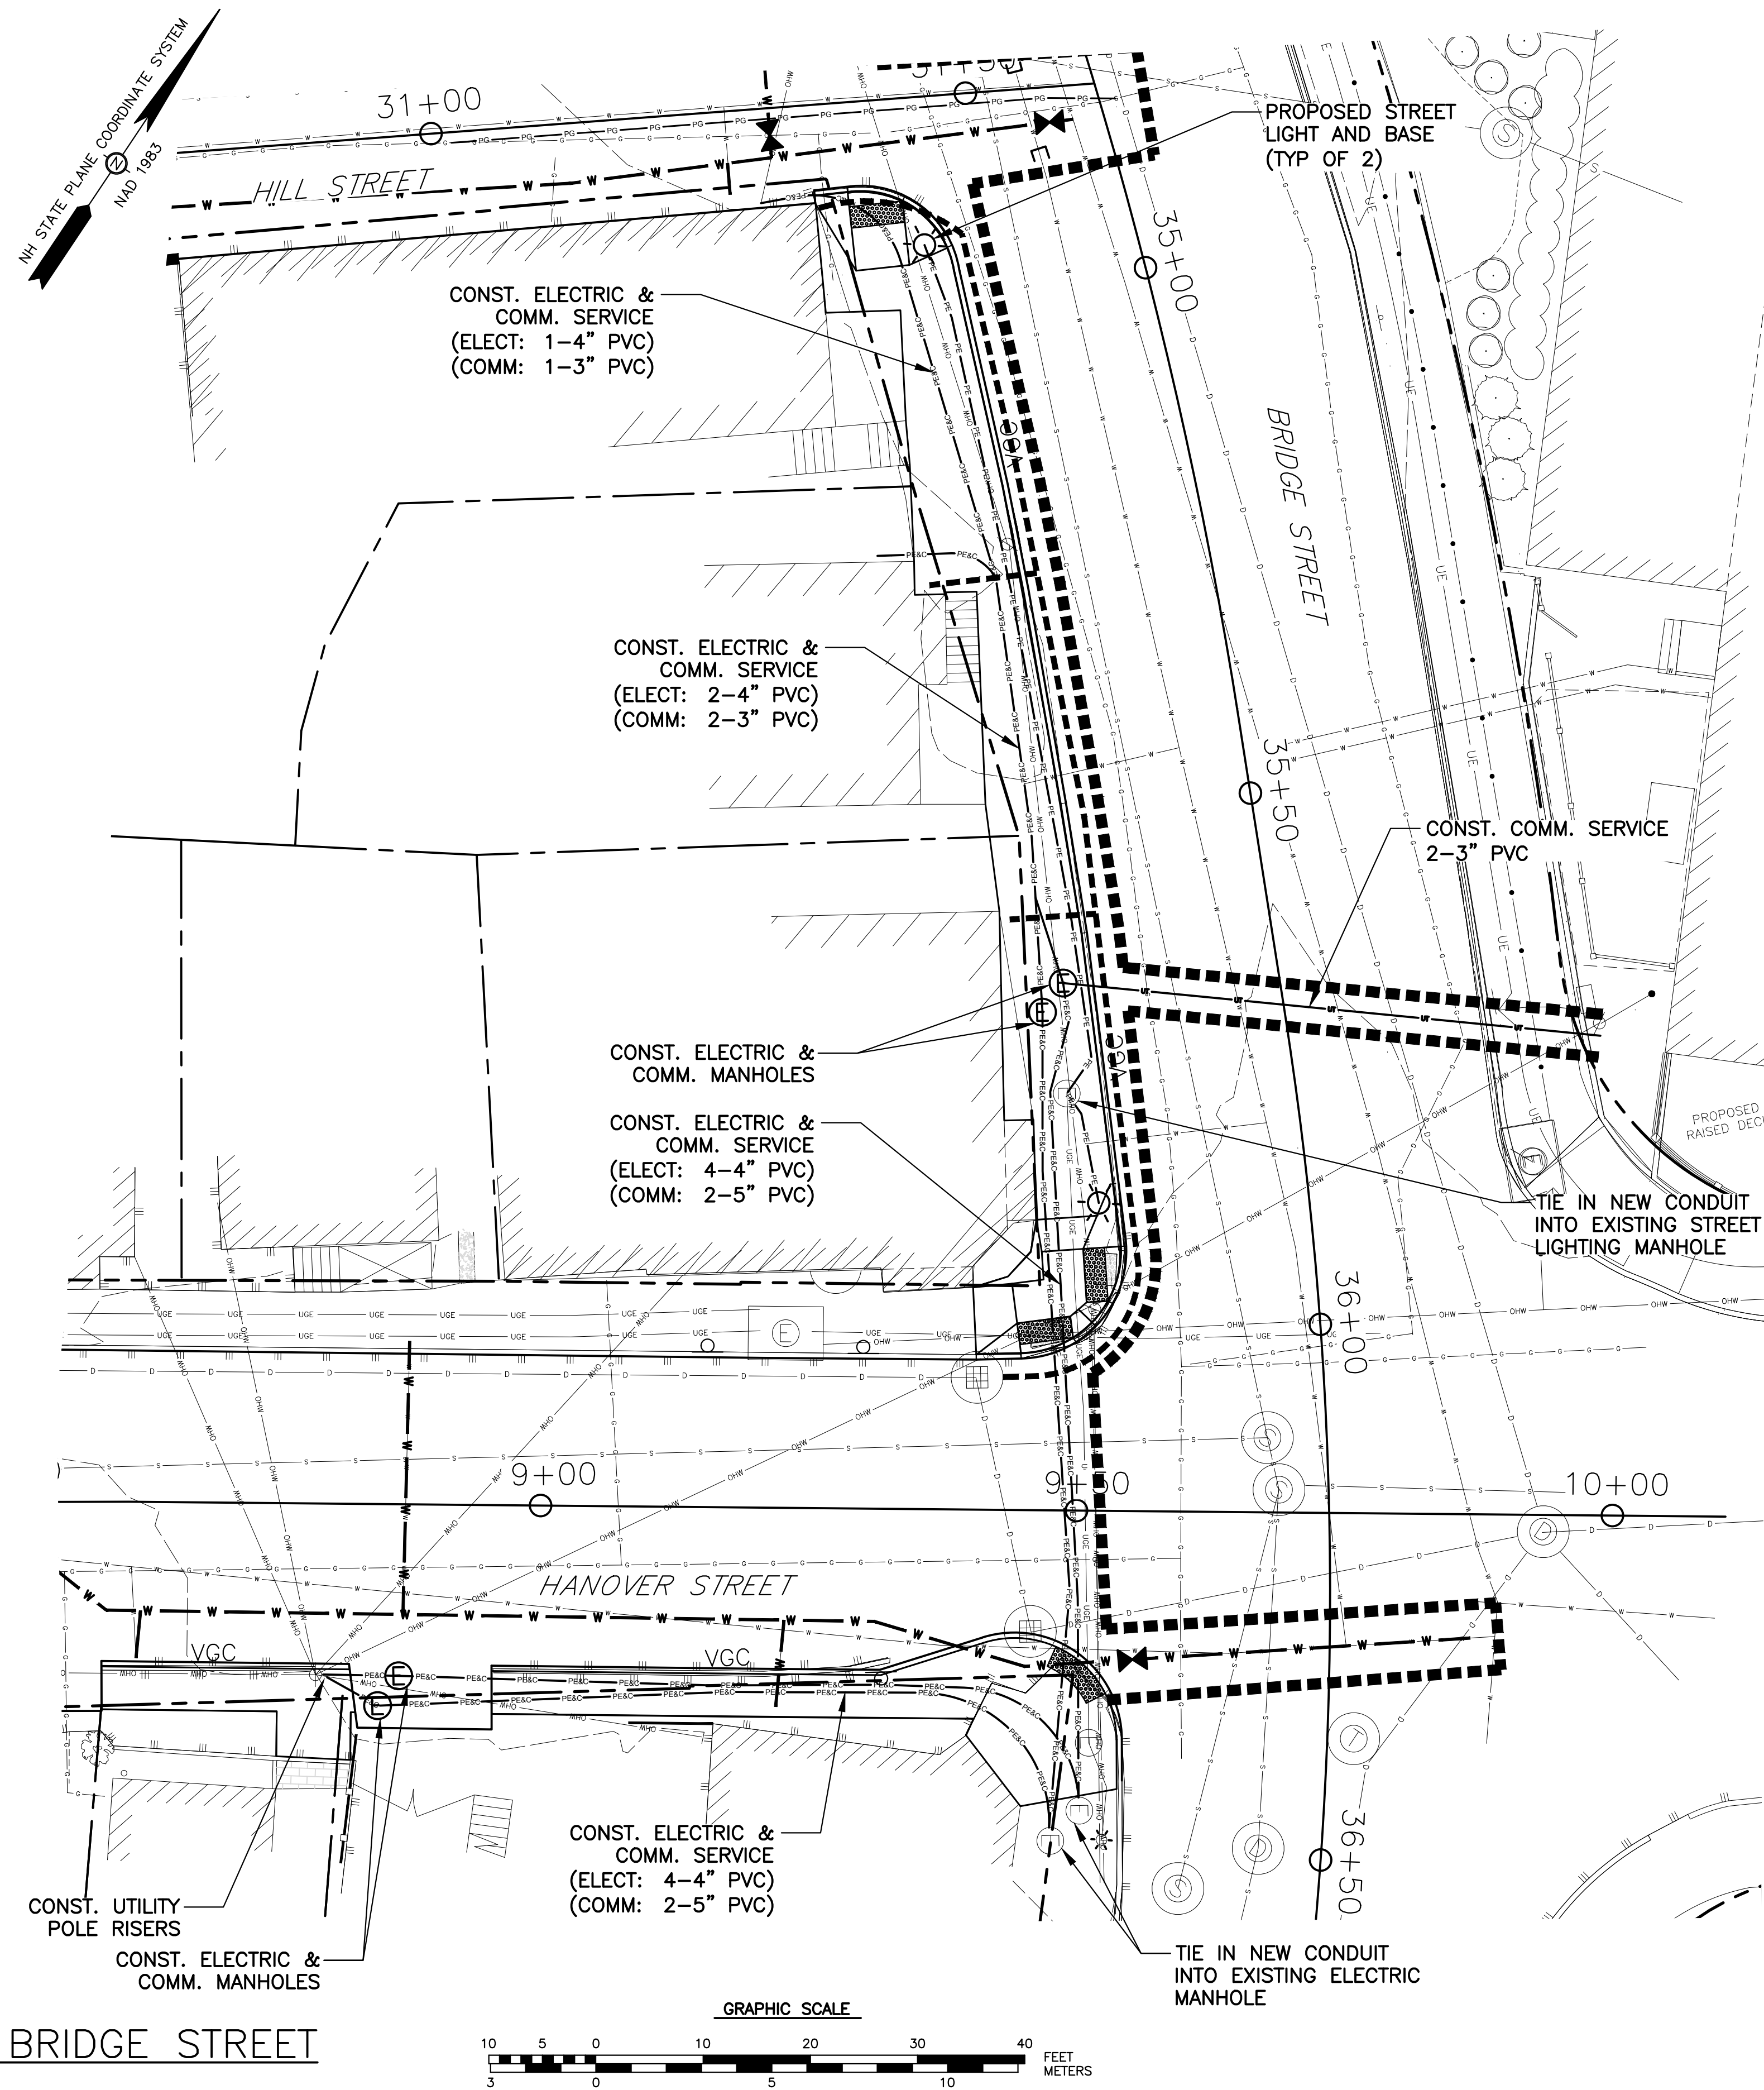 NH STATE PLANE COORDINATE SYSTEM
N
NAD 1983
31+00
HILL STREET
PROPOSED STREET
LIGHT AND BASE
(TYP OF 2)
35+00
CONST. ELECTRIC &
COMM. SERVICE
(ELECT: 1-4" PVC)
(COMM: 1-3" PVC)
BRIDGE STREET
VGC
CONST. ELECTRIC &
COMM. SERVICE
(ELECT: 2-4" PVC)
(COMM: 2-3" PVC)
35+50
CONST. COMM. SERVICE
2-3" PVC
CONST. ELECTRIC &
COMM. MANHOLES
VGC
CONST. ELECTRIC &
COMM. SERVICE
(ELECT: 4-4" PVC)
(COMM: 2-5" PVC)
PROPOSED
RAISED
TIE IN NEW CONDUIT
INTO EXISTING STREET
LIGHTING MANHOLE
36+00
9+00
9+50
10+00
HANOVER STREET
VGC
VGC
36+50
CONST. ELECTRIC &
COMM. SERVICE
(ELECT: 4-4" PVC)
(COMM: 2-5" PVC)
CONST. UTILITY
POLE RISERS
CONST. ELECTRIC &
COMM. MANHOLES
TIE IN NEW CONDUIT
INTO EXISTING ELECTRIC
MANHOLE
BRIDGE STREET
GRAPHIC SCALE
10 5 0 10 20 30 40
FEET
METERS
3 0 5 10